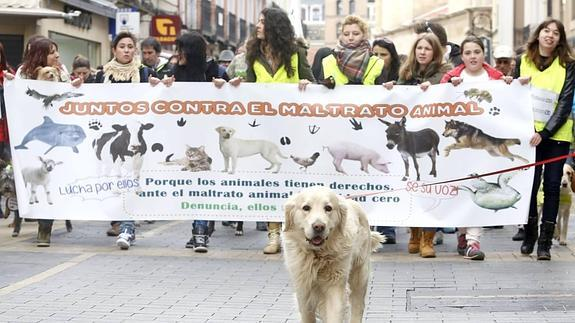 JUNTOS CONTRA EL MALTRATO ANIMAL
Lucha por ellos
Porque los animales tienen derechos
ante el maltrato animal cero
Denuncia, ellos
se su voz!